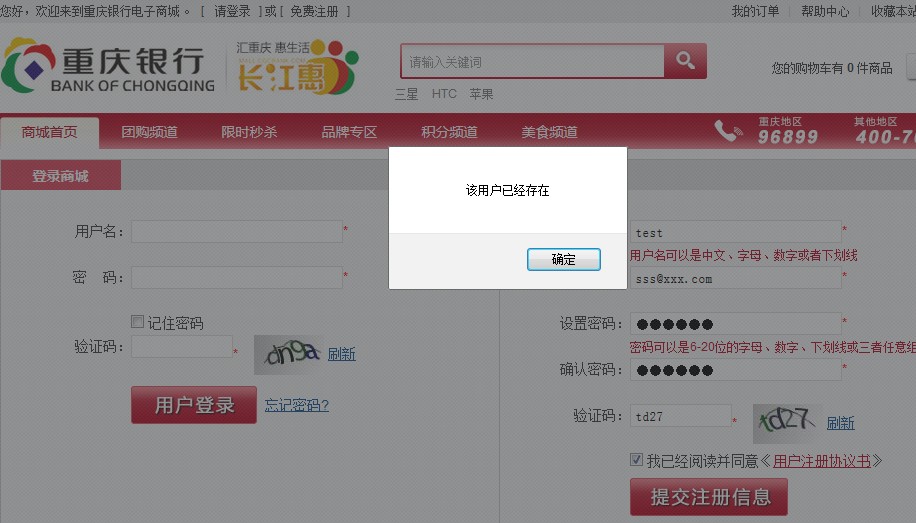 您好，欢迎来到重庆银行电子商城。 [ 请登录 ]或[ 免费注册 ]
我的订单 帮助中心 收藏本站
重庆银行
BANK OF CHONGQING
汇重庆 惠生活
长江惠
请输入关键词
您的购物车有 0 件商品
三星 HTC 苹果
商城首页 团购频道 限时秒杀 品牌专区 积分频道 美食频道
重庆地区
96899
其他地区
400-70
登录商城
用户名：
*
密 码：
*
记住密码
验证码：
*
dn9a
刷新
用户登录 忘记密码?
该用户已经存在
确定
test
*
用户名可以是中文、字母、数字或者下划线
sss@xxx.com
*
设置密码：●●●●●●
*
密码可以是6-20位的字母、数字、下划线或三者任意组
确认密码：●●●●●●
*
验证码：td27
*
td27
刷新
我已经阅读并同意《用户注册协议书》
提交注册信息